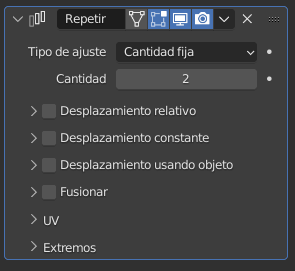 Repetir
Tipo de ajuste Cantidad fija
Cantidad 2
Desplazamiento relativo
Desplazamiento constante
Desplazamiento usando objeto
Fusionar
UV
Extremos